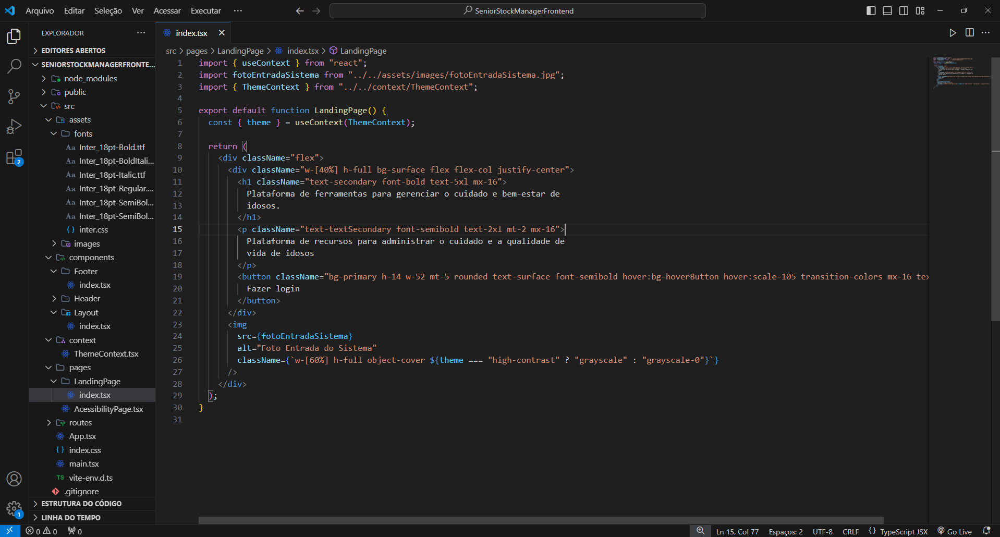 Arquivo Editar Seleção Ver Acessar Executar ··· SeniorStockManagerFrontend
EXPLORADOR ···
EDITORES ABERTOS
SENIORSTOCKMANAGERFRONTE...
node_modules
public
src
assets
fonts
Aa Inter_18pt-Bold.ttf
Aa Inter_18pt-BoldItali...
Aa Inter_18pt-Italic.ttf
Aa Inter_18pt-Regular....
Aa Inter_18pt-SemiBol...
Aa Inter_18pt-SemiBol...
{ } inter.css
images
components
Footer
index.tsx
Header
Layout
index.tsx
context
ThemeContext.tsx
pages
LandingPage
index.tsx
AcessibilityPage.tsx
routes
App.tsx
{ } index.css
main.tsx
TS vite-env.d.ts
.gitignore
ESTRUTURA DO CÓDIGO
LINHA DO TEMPO
2
1
index.tsx
src > pages > LandingPage > index.tsx > LandingPage
1 import { useContext } from "react";
2 import fotoEntradaSistema from "../../assets/images/fotoEntradaSistema.jpg";
3 import { ThemeContext } from "../../context/ThemeContext";
4
5 export default function LandingPage() {
6 const { theme } = useContext(ThemeContext);
7
8 return (
9 <div className="flex">
10 <div className="w-[40%] h-full bg-surface flex flex-col justify-center">
11 <h1 className="text-secondary font-bold text-5xl mx-16">
12 Plataforma de ferramentas para gerenciar o cuidado e bem-estar de
13 idosos.
14 </h1>
15 <p className="text-textSecondary font-semibold text-2xl mt-2 mx-16">
16 Plataforma de recursos para administrar o cuidado e a qualidade de
17 vida de idosos
18 </p>
19 <button className="bg-primary h-14 w-52 mt-5 rounded text-surface font-semibold hover:bg-hoverButton hover:scale-105 transition-colors mx-16 tex
20 Fazer login
21 </button>
22 </div>
23 <img
24 src={fotoEntradaSistema}
25 alt="Foto Entrada do Sistema"
26 className={`w-[60%] h-full object-cover ${theme === "high-contrast" ? "grayscale" : "grayscale-0"}`}
27 />
28 </div>
29 );
30 }
31
0 0 0 Ln 15, Col 77 Espaços: 2 UTF-8 CRLF { } TypeScript JSX Go Live